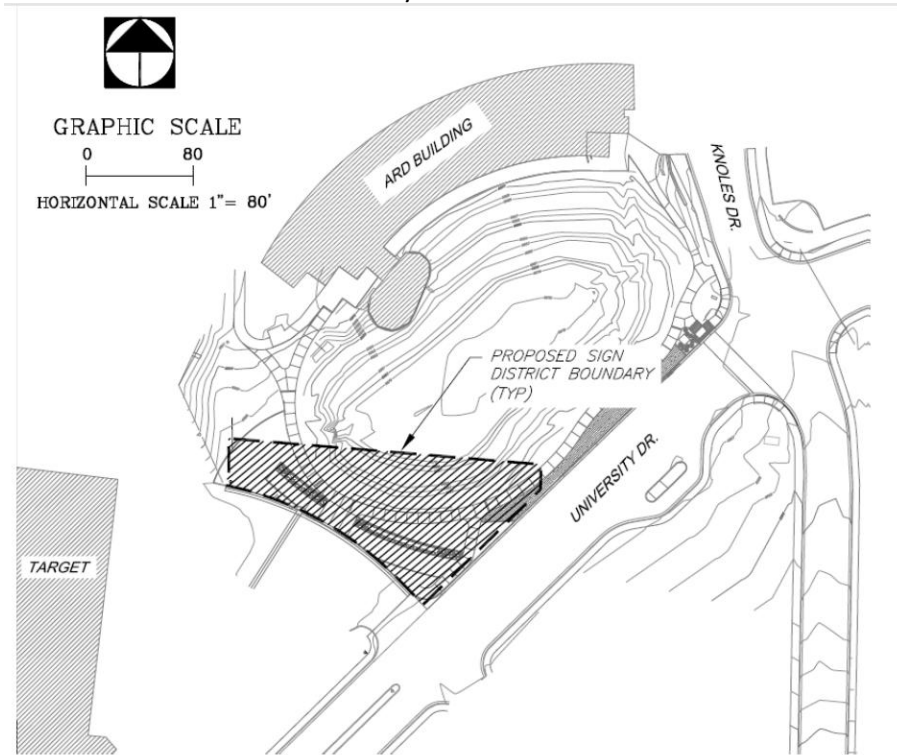 GRAPHIC SCALE
0 80
HORIZONTAL SCALE 1"= 80'
ARD BUILDING
KNOLES DR.
PROPOSED SIGN
DISTRICT BOUNDARY
(TYP)
UNIVERSITY DR.
TARGET